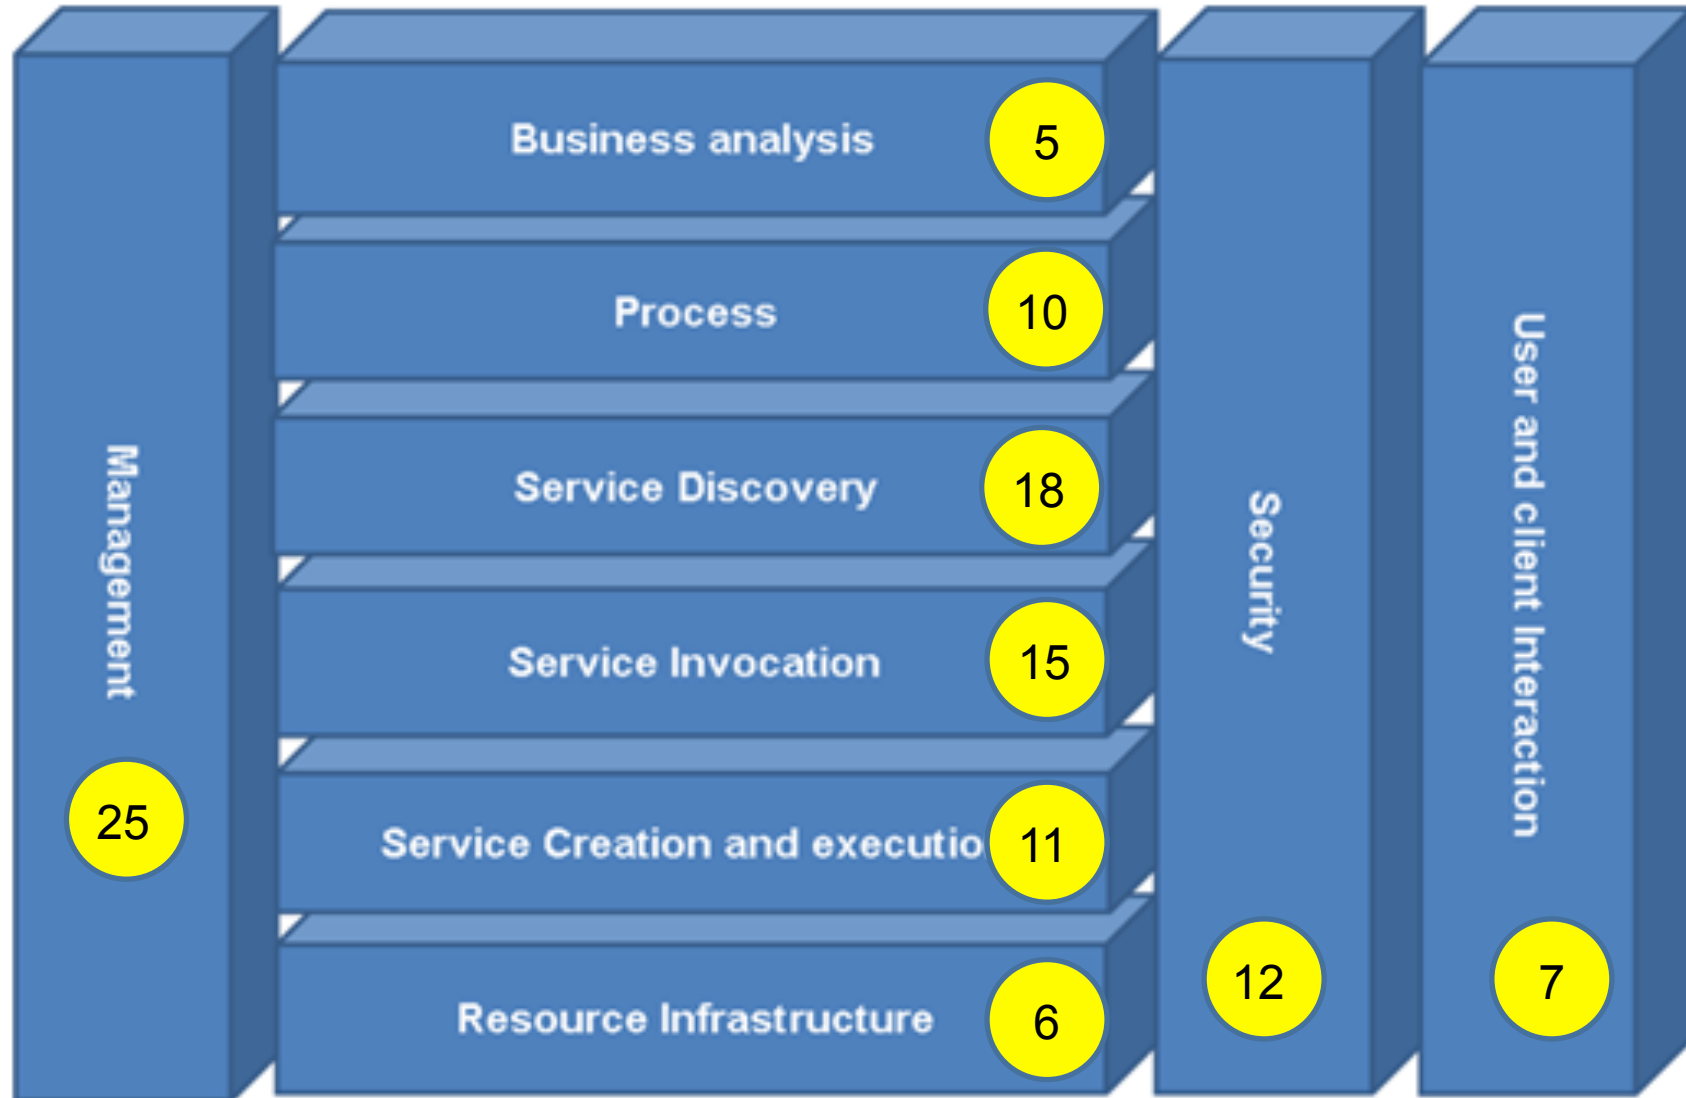 Management
25
Business analysis
5
Process
10
Service Discovery
18
Service Invocation
15
Service Creation and executio
11
Resource Infrastructure
6
Security
12
User and client Interaction
7